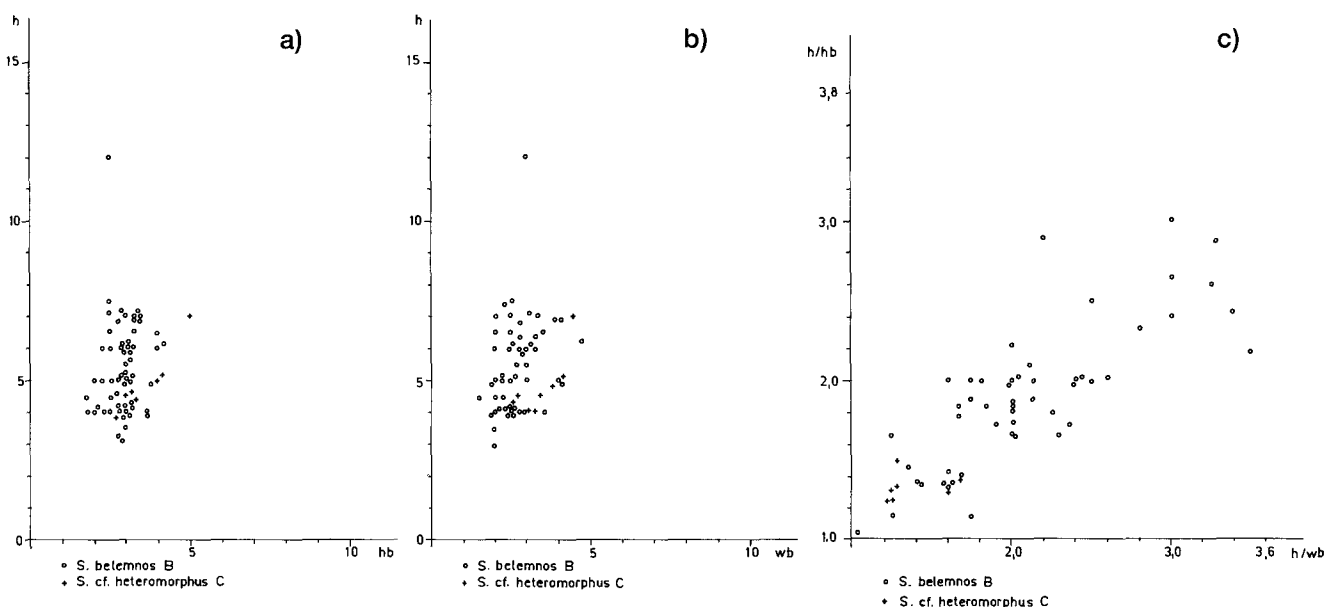 a)
h
15
10
5
0
5
hb
10
S. belemnos B
S. cf. heteromorphus C
b)
h
15
10
5
0
5
wb
10
S. belemnos B
S. cf. heteromorphus C
c)
h/hb
3,8
3,0
2,0
1.0
2,0
3,0
3,6
h/wb
S. belemnos B
S. cf. heteromorphus C